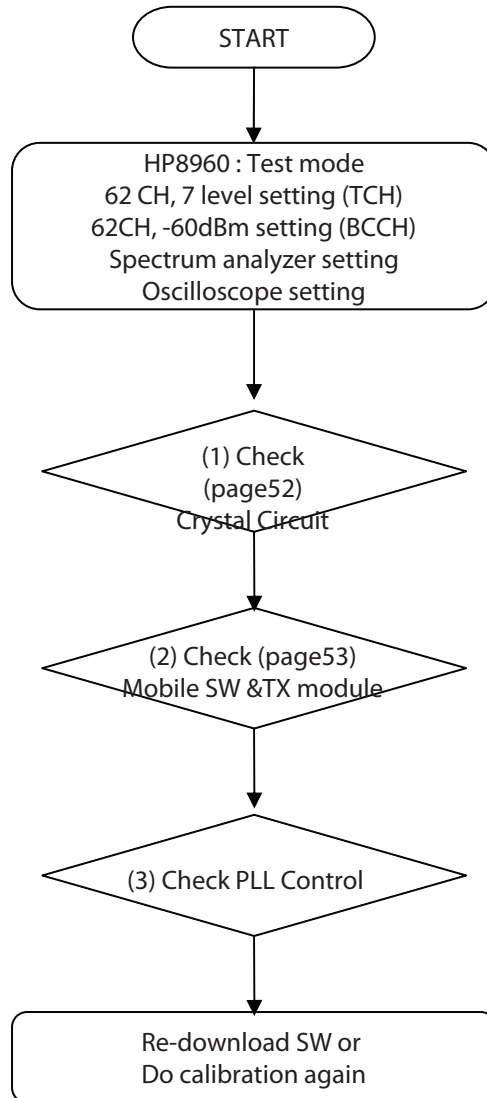 START
HP8960 : Test mode
62 CH, 7 level setting (TCH)
62CH, -60dBm setting (BCCH)
Spectrum analyzer setting
Oscilloscope setting
(1) Check
(page52)
Crystal Circuit
(2) Check (page53)
Mobile SW &TX module
(3) Check PLL Control
Re-download SW or
Do calibration again